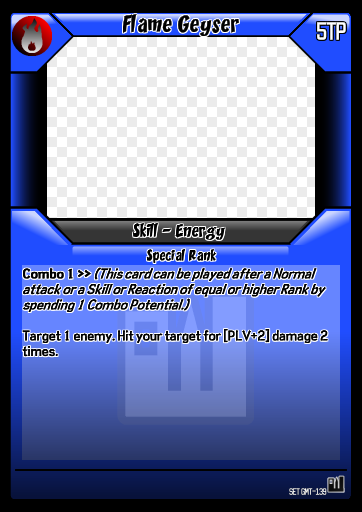 Flame Geyser
5TP
Skill - Energy
Special Rank
Combo 1 >> (This card can be played after a Normal
attack or a Skill or Reaction of equal or higher Rank by
spending 1 Combo Potential.)
Target 1 enemy. Hit your target for [PLV+2] damage 2
times.
SET GMT-139